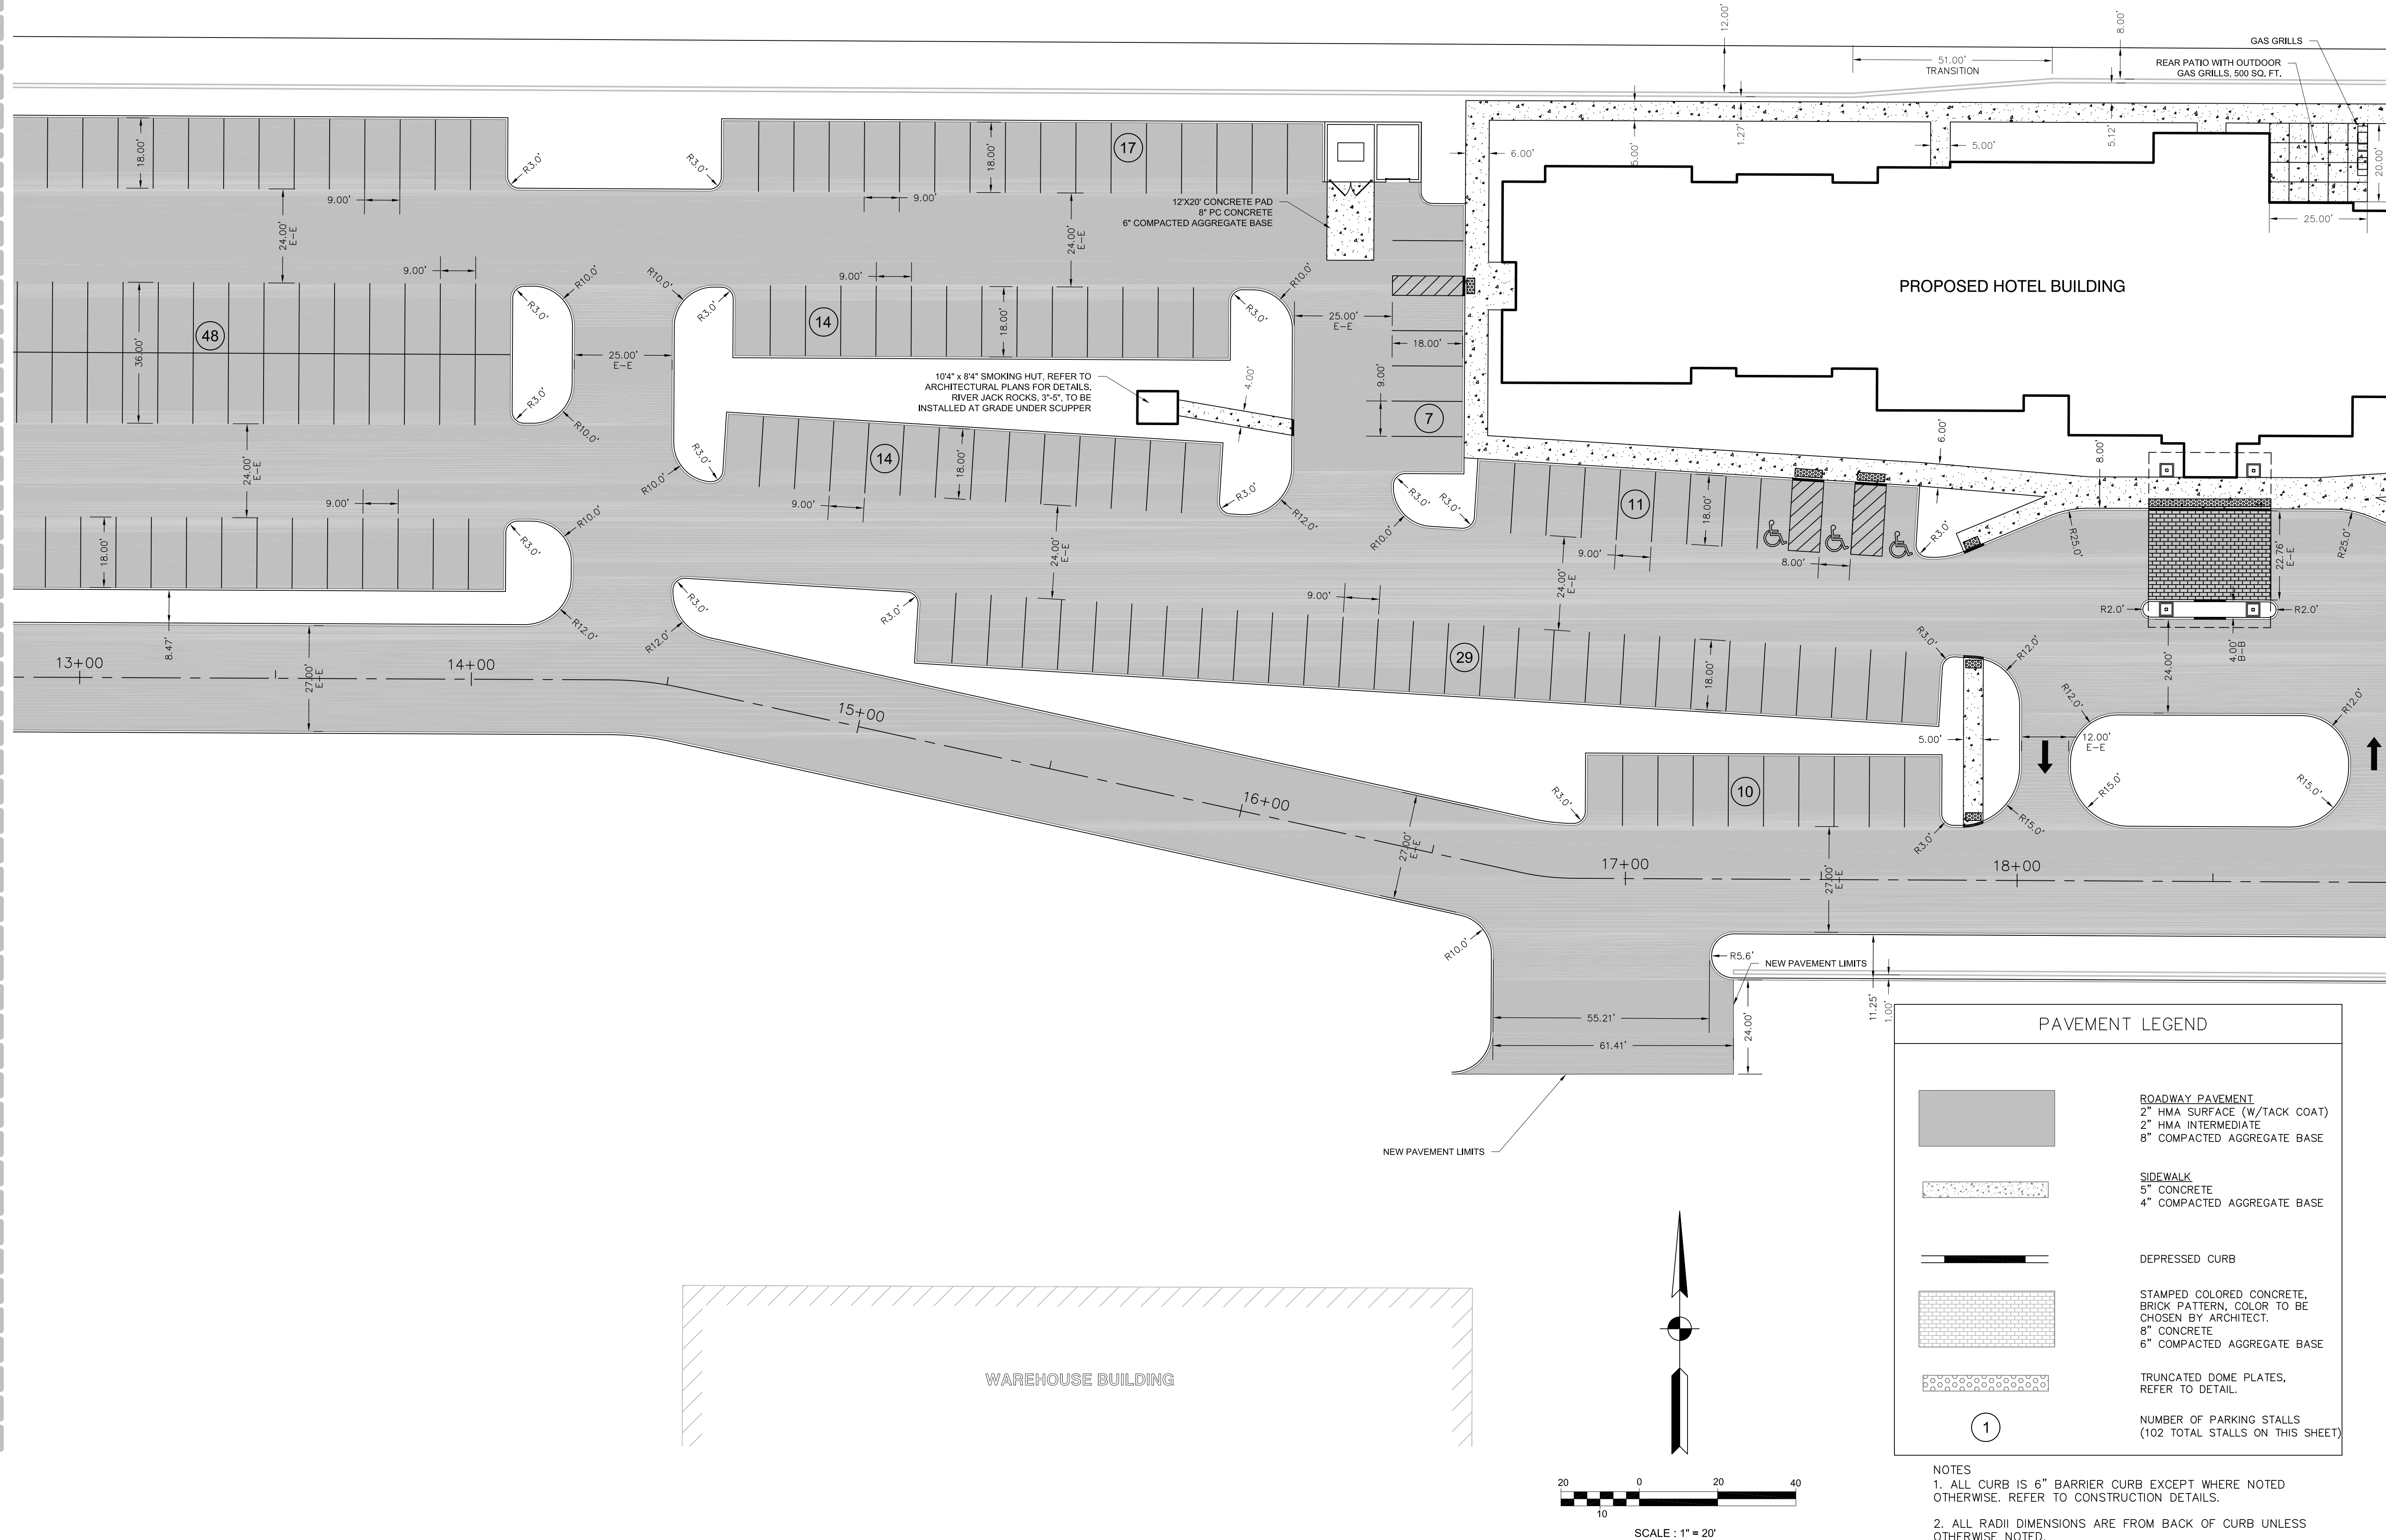 12.00'
51.00'
TRANSITION
8.00'
GAS GRILLS
REAR PATIO WITH OUTDOOR
GAS GRILLS, 500 SQ. FT.
18.00'
R3.0'
R3.0'
18.00'
17
6.00'
5.00'
1.27'
5.00'
5.12'
20.00'
25.00'
9.00'
9.00'
12'X20' CONCRETE PAD
8" PC CONCRETE
6" COMPACTED AGGREGATE BASE
24.00'
E-E
24.00'
E-E
9.00'
9.00'
R10.0'
R10.0'
R10.0'
R3.0'
R3.0'
R3.0'
PROPOSED HOTEL BUILDING
48
36.00'
14
18.00'
25.00'
E-E
25.00'
E-E
18.00'
10'4" x 8'4" SMOKING HUT, REFER TO
ARCHITECTURAL PLANS FOR DETAILS,
RIVER JACK ROCKS, 3"-5", TO BE
INSTALLED AT GRADE UNDER SCUPPER
4.00'
9.00'
7
R3.0'
R10.0'
24.00'
E-E
R3.0'
R10.0'
14
18.00'
9.00'
R3.0'
R12.0'
R3.0'
R3.0'
R10.0'
6.00'
8.00'
9.00'
18.00'
R3.0'
R10.0'
24.00'
E-E
11
18.00'
9.00'
24.00'
E-E
8.00'
R3.0'
R25.0'
22.76'
E-E
R25.0'
R2.0'
R2.0'
8.47'
R12.0'
R3.0'
R12.0'
R3.0'
9.00'
29
18.00'
R3.0'
R12.0'
24.00'
4.00'
B-B
13+00
14+00
27.00'
E-E
15+00
5.00'
R12.0'
R12.0'
12.00'
E-E
16+00
27.00'
E-E
R3.0'
10
R3.0'
R15.0'
R15.0'
R15.0'
17+00
27.00'
E-E
18+00
R10.0'
R5.6'
NEW PAVEMENT LIMITS
11.25'
1.00'
55.21'
61.41'
24.00'
NEW PAVEMENT LIMITS
PAVEMENT LEGEND
ROADWAY PAVEMENT
2" HMA SURFACE (W/TACK COAT)
2" HMA INTERMEDIATE
8" COMPACTED AGGREGATE BASE
SIDEWALK
5" CONCRETE
4" COMPACTED AGGREGATE BASE
DEPRESSED CURB
STAMPED COLORED CONCRETE,
BRICK PATTERN, COLOR TO BE
CHOSEN BY ARCHITECT.
8" CONCRETE
6" COMPACTED AGGREGATE BASE
TRUNCATED DOME PLATES,
REFER TO DETAIL.
1
NUMBER OF PARKING STALLS
(102 TOTAL STALLS ON THIS SHEET)
WAREHOUSE BUILDING
20
0
20
40
10
SCALE : 1" = 20'
NOTES
1. ALL CURB IS 6" BARRIER CURB EXCEPT WHERE NOTED
OTHERWISE. REFER TO CONSTRUCTION DETAILS.
2. ALL RADII DIMENSIONS ARE FROM BACK OF CURB UNLESS
OTHERWISE NOTED.